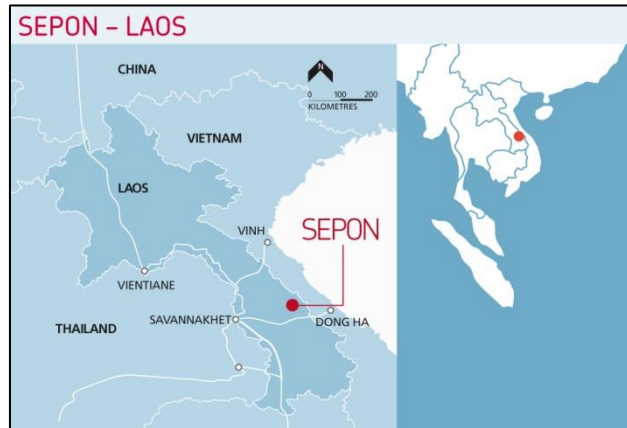 SEPON – LAOS
CHINA
N
0 100 200
KILOMETRES
VIETNAM
LAOS
VINH
SEPON
VIENTIANE
THAILAND
SAVANNAKHET
DONG HA